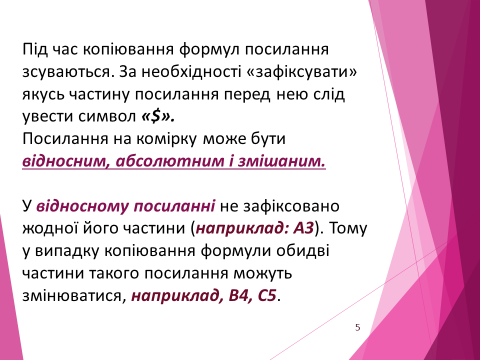 Під час копіювання формул посилання
зсуваються. За необхідності «зафіксувати»
якусь частину посилання перед нею слід
увести символ «$».
Посилання на комірку може бути
відносним, абсолютним і змішаним.
У відносному посиланні не зафіксовано
жодної його частини (наприклад: А3). Тому
у випадку копіювання формули обидві
частини такого посилання можуть
змінюватися, наприклад, В4, С5.
5